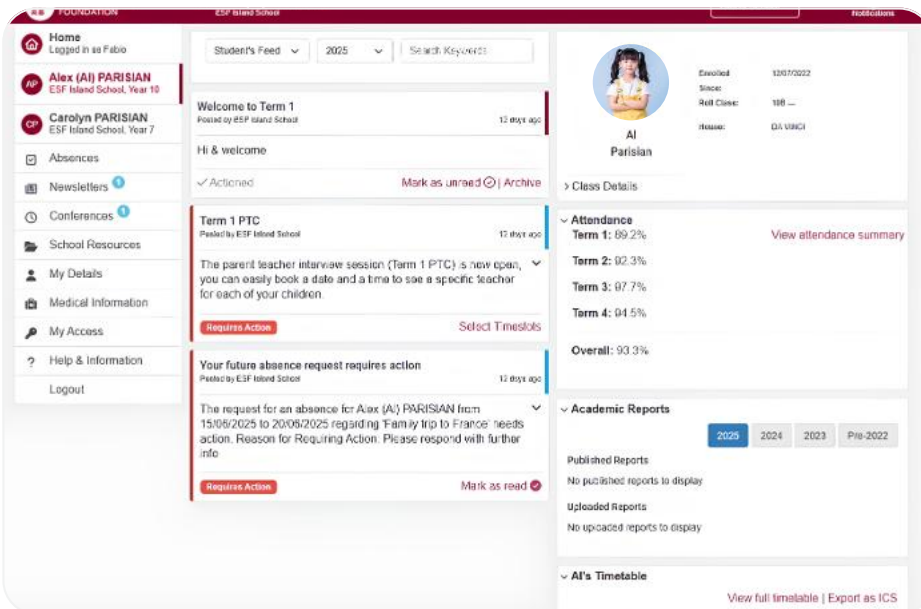 FOUNDATION
ESF Island School
Notifications
Home
Logged in as Fabio
AP
Alex (Al) PARISIAN
ESF Island School, Year 10
CP
Carolyn PARISIAN
ESF Island School, Year 7
Absences
Newsletters 1
Conferences 1
School Resources
My Details
Medical Information
My Access
? Help & Information
Logout
Student's Feed
2025
Search Keywords
Welcome to Term 1
Posted by ESF Island School
12 days ago
Hi & welcome
Actioned
Mark as unread | Archive
Term 1 PTC
Posted by ESF Island School
12 days ago
The parent teacher interview session (Term 1 PTC) is now open,
you can easily book a date and a time to see a specific teacher
for each of your children.
Requires Action
Select Timeslots
Your future absence request requires action
Posted by ESF Island School
12 days ago
The request for an absence for Alex (Al) PARISIAN from
15/06/2025 to 20/06/2025 regarding 'Family trip to France' needs
action. Reason for Requiring Action: Please respond with further
info
Requires Action
Mark as read
Al
Parisian
Enrolled
Since:
12/07/2022
Roll Class:
10B —
House:
DA VINCI
Class Details
Attendance
View attendance summary
Term 1: 89.2%
Term 2: 92.3%
Term 3: 97.7%
Term 4: 94.5%
Overall: 93.3%
Academic Reports
2025
2024
2023
Pre-2022
Published Reports
No published reports to display
Uploaded Reports
No uploaded reports to display
Al's Timetable
View full timetable | Export as ICS